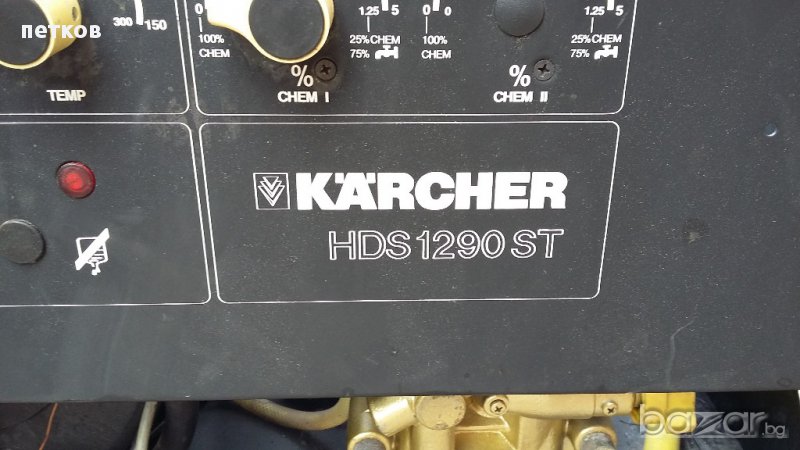 петков
300 150
TEMP
0 1.25 5
100% CHEM
25% CHEM
75%
%
CHEM I
0 0 1.25 5
100% CHEM
25% CHEM
75%
%
CHEM II
KÄRCHER
HDS 1290 ST
bazar.bg